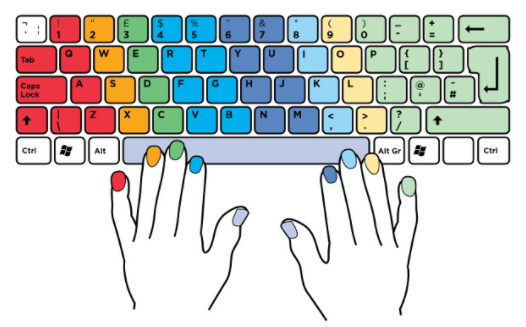 ! " £ $ % ^ & * ( ) _ +
1 2 3 4 5 6 7 8 9 0 - =
Tab Q W E R T Y U I O P { }
[ ]
Caps A S D F G H J K L : @ ~
Lock ; ' #
| Z X C V B N M < > ?
\ , . /
Ctrl Alt Alt Gr Ctrl